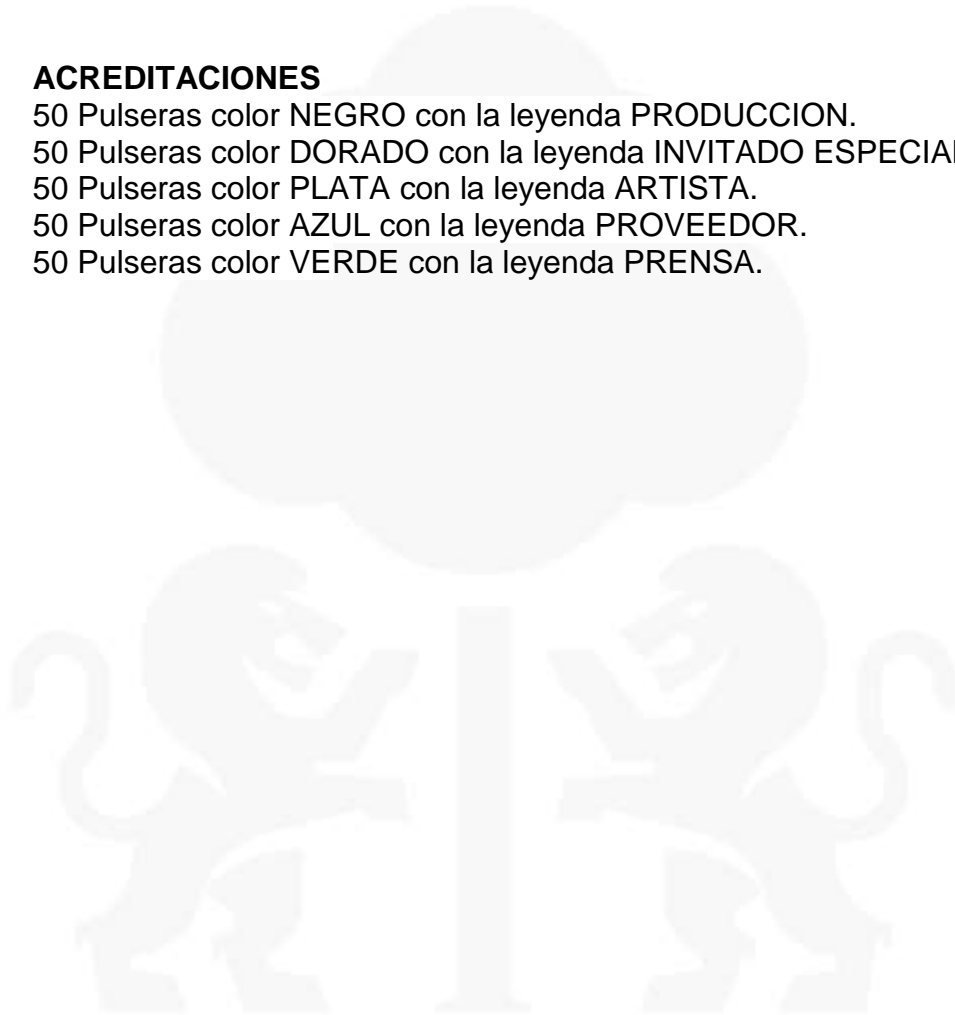 ACREDITACIONES
50 Pulseras color NEGRO con la leyenda PRODUCCION.
50 Pulseras color DORADO con la leyenda INVITADO ESPECIAL
50 Pulseras color PLATA con la leyenda ARTISTA.
50 Pulseras color AZUL con la leyenda PROVEEDOR.
50 Pulseras color VERDE con la leyenda PRENSA.